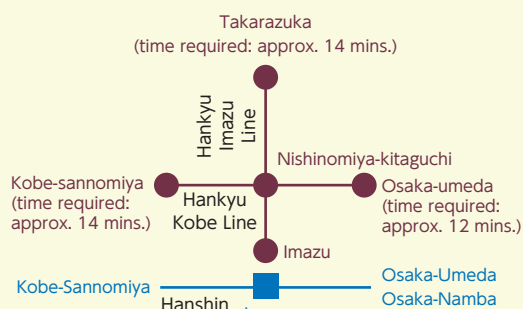 Takarazuka
(time required: approx. 14 mins.)
Hankyu
Imazu
Line
Nishinomiya-kitaguchi
Kobe-sannomiya
(time required:
approx. 14 mins.)
Hankyu
Kobe Line
Osaka-umeda
(time required:
approx. 12 mins.)
Imazu
Kobe-Sannomiya
Osaka-Umeda
Osaka-Namba
Hanshin